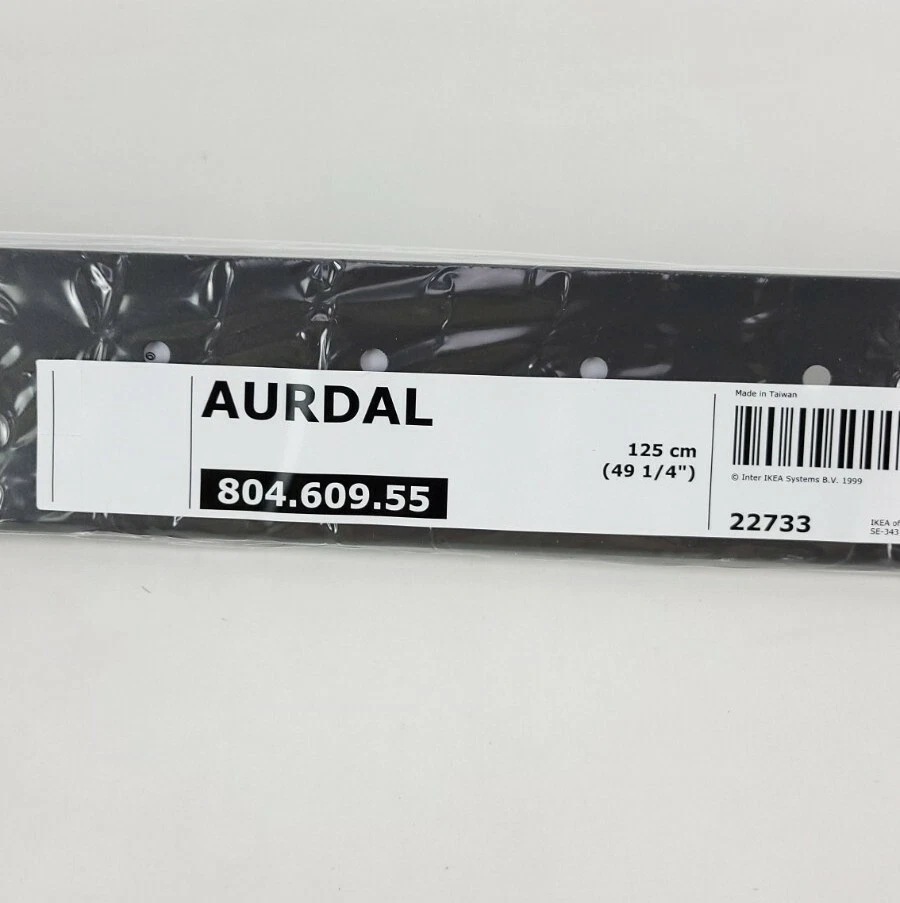 AURDAL
804.609.55
125 cm
(49 1/4")
Made in Taiwan
© Inter IKEA Systems B.V. 1999
22733
IKEA of
SE-343